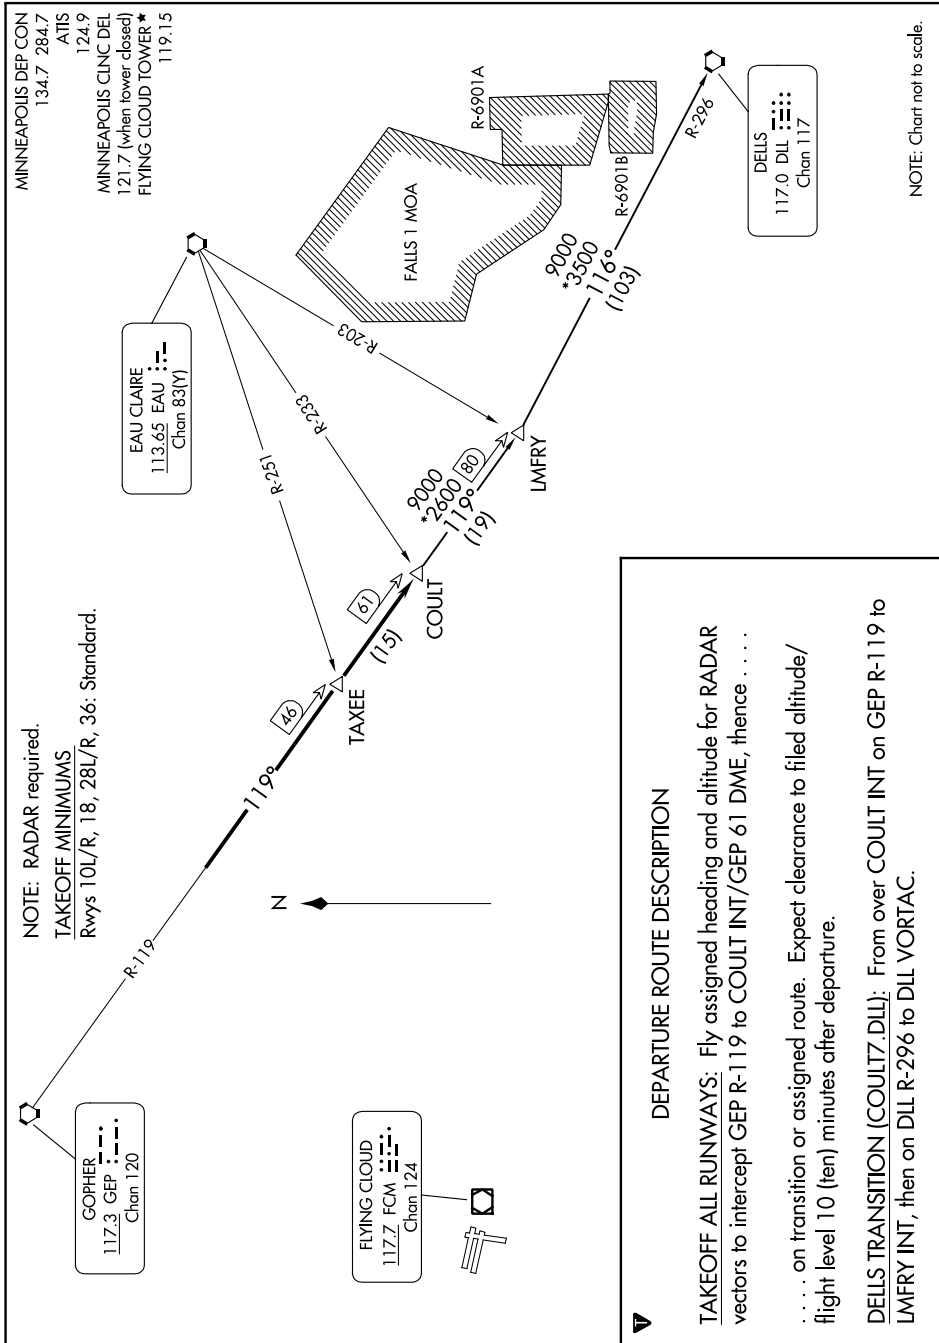 MINNEAPOLIS DEP CON
134.7 284.7
ATIS
124.9
MINNEAPOLIS CLNC DEL
121.7 (when tower closed)
FLYING CLOUD TOWER★
119.15
NOTE: RADAR required.
TAKEOFF MINIMUMS
Rwys 10L/R, 18, 28L/R, 36: Standard.
GOPHER
117.3 GEP
Chan 120
R-119
119°
N
FLYING CLOUD
117.7 FCM
Chan 124
EAU CLAIRE
113.65 EAU
Chan 83(Y)
R-251
R-233
R-203
46
TAXEE
(15)
61
COULT
9000
*2600
119°
(19)
80
LMFRY
9000
*3500
116°
(103)
FALLS 1 MOA
R-6901A
R-6901B
R-296
DELLS
117.0 DLL
Chan 117
NOTE: Chart not to scale.
T
DEPARTURE ROUTE DESCRIPTION
TAKEOFF ALL RUNWAYS: Fly assigned heading and altitude for RADAR
vectors to intercept GEP R-119 to COULT INT/GEP 61 DME, thence . . . .
. . . . on transition or assigned route. Expect clearance to filed altitude/
flight level 10 (ten) minutes after departure.
DELLS TRANSITION (COULT7.DLL): From over COULT INT on GEP R-119 to
LMFRY INT, then on DLL R-296 to DLL VORTAC.